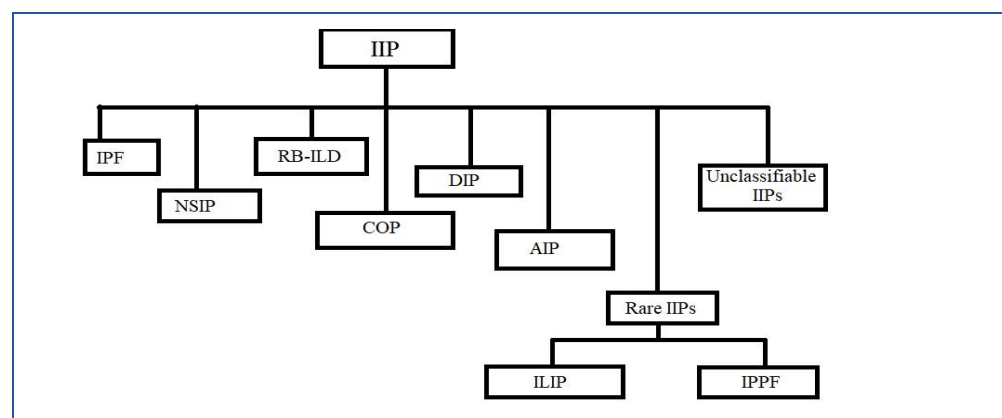 IIP
IPF
RB-ILD
DIP
Unclassifiable
IIPs
NSIP
COP
AIP
Rare IIPs
ILIP
IPPF